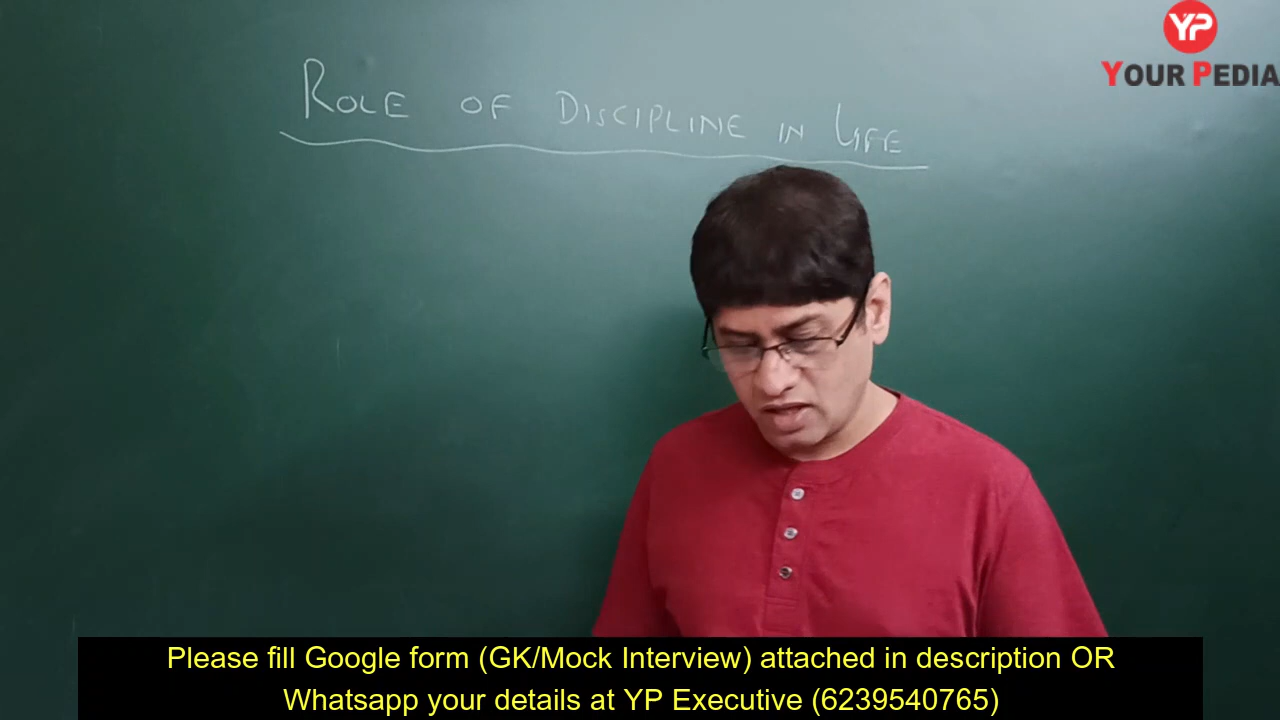 YP
YOUR PEDIA
ROLE OF DISCIPLINE IN LIFE
Please fill Google form (GK/Mock Interview) attached in description OR
Whatsapp your details at YP Executive (6239540765)